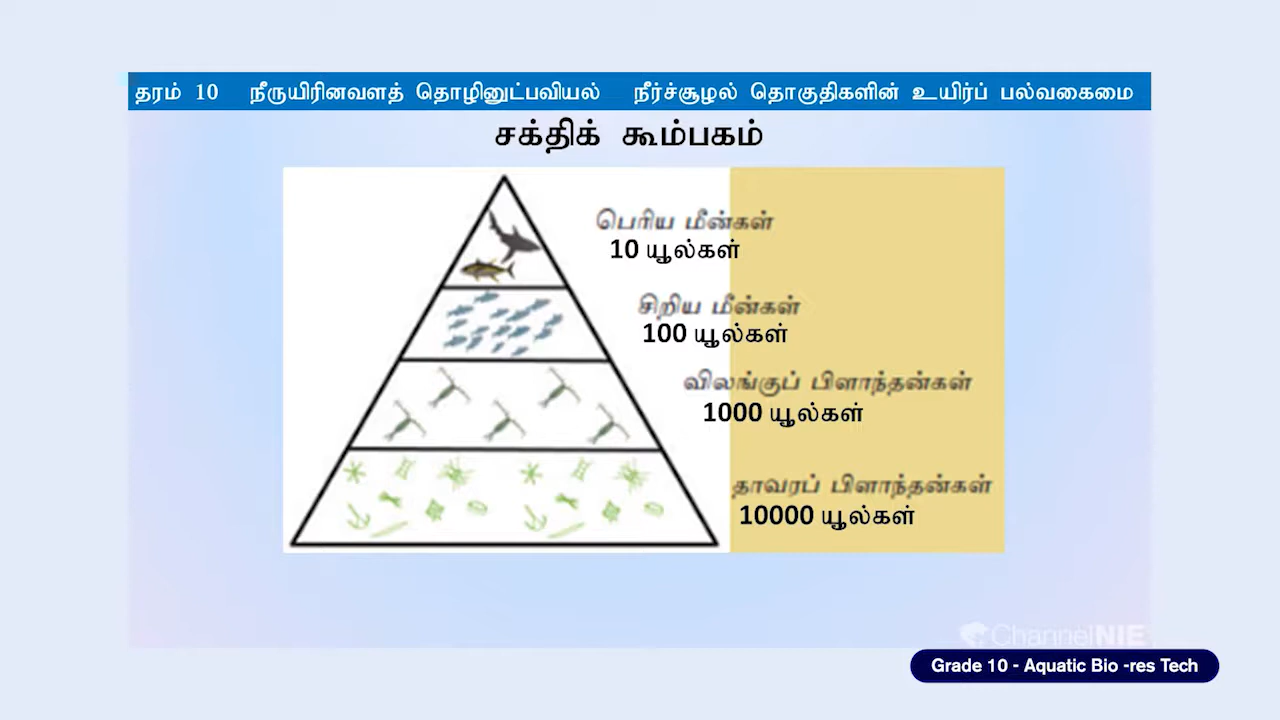 தரம் 10 நீருயிரினவளத் தொழினுட்பவியல் நீர்ச்சூழல் தொகுதிகளின் உயிர்ப் பல்வகைமை
சக்திக் கூம்பகம்
பெரிய மீன்கள்
10 யூல்கள்
சிறிய மீன்கள்
100 யூல்கள்
விலங்குப் பிளாந்தன்கள்
1000 யூல்கள்
தாவரப் பிளாந்தன்கள்
10000 யூல்கள்
ChannelNIE
Grade 10 - Aquatic Bio -res Tech